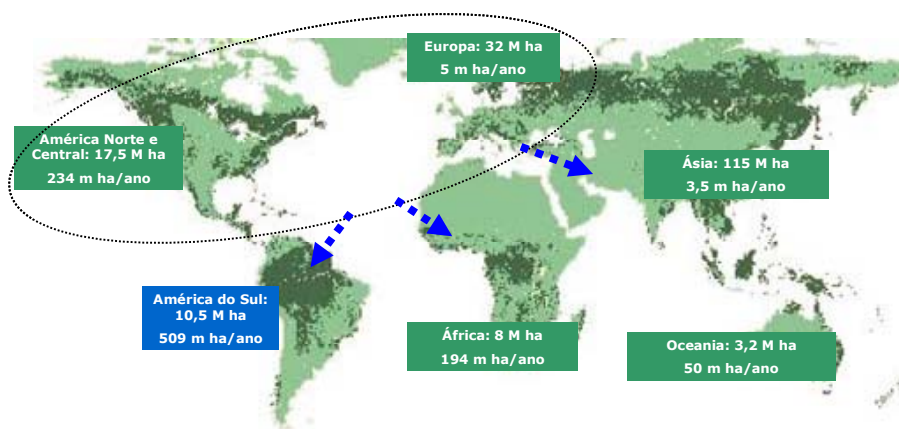 Europa: 32 M ha
5 m ha/ano
América Norte e
Central: 17,5 M ha
234 m ha/ano
Ásia: 115 M ha
3,5 m ha/ano
América do Sul:
10,5 M ha
509 m ha/ano
África: 8 M ha
194 m ha/ano
Oceania: 3,2 M ha
50 m ha/ano